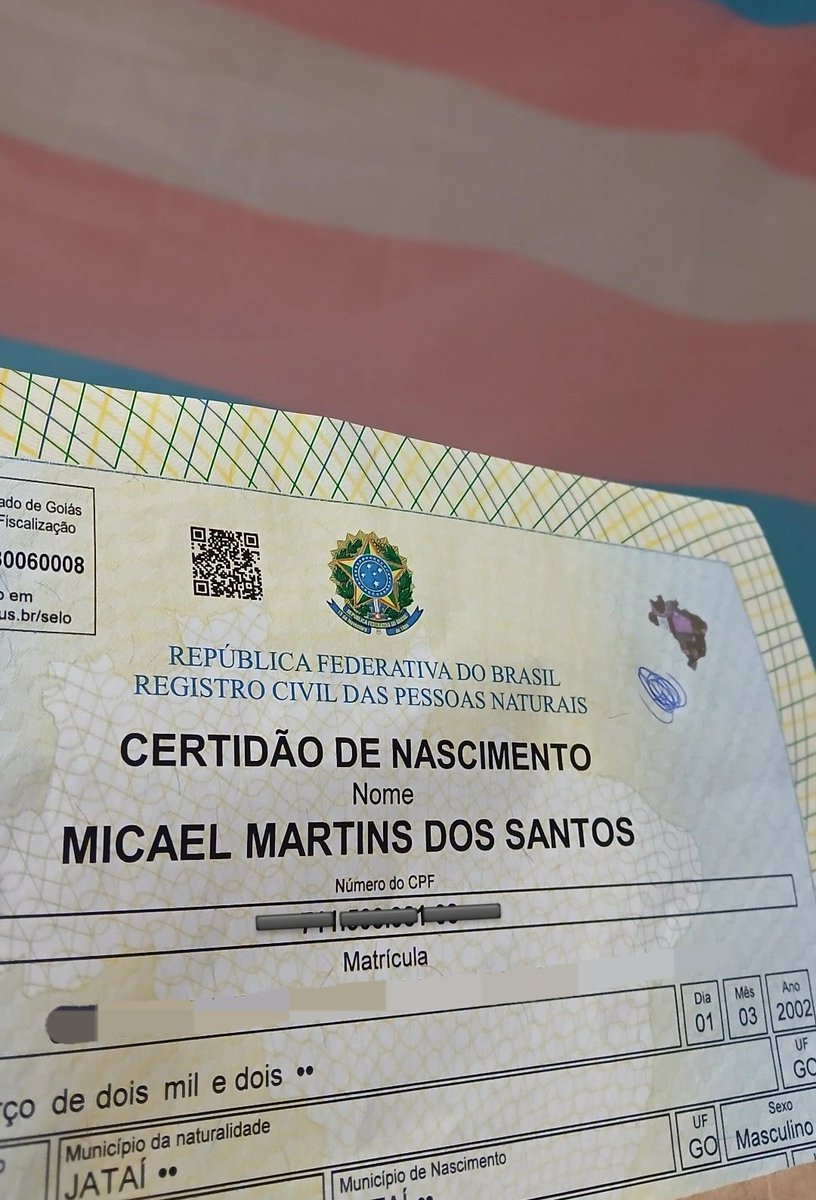 ado de Goiás
Fiscalização
30060008
o em
us.br/selo
REPÚBLICA FEDERATIVA DO BRASIL
REGISTRO CIVIL DAS PESSOAS NATURAIS
CERTIDÃO DE NASCIMENTO
Nome
MICAEL MARTINS DOS SANTOS
Número do CPF
Matrícula
Dia Mês Ano
01 03 2002
rço de dois mil e dois ••
UF
GO
Município da naturalidade
JATAÍ ••
UF
GO
Sexo
Masculino
Município de Nascimento